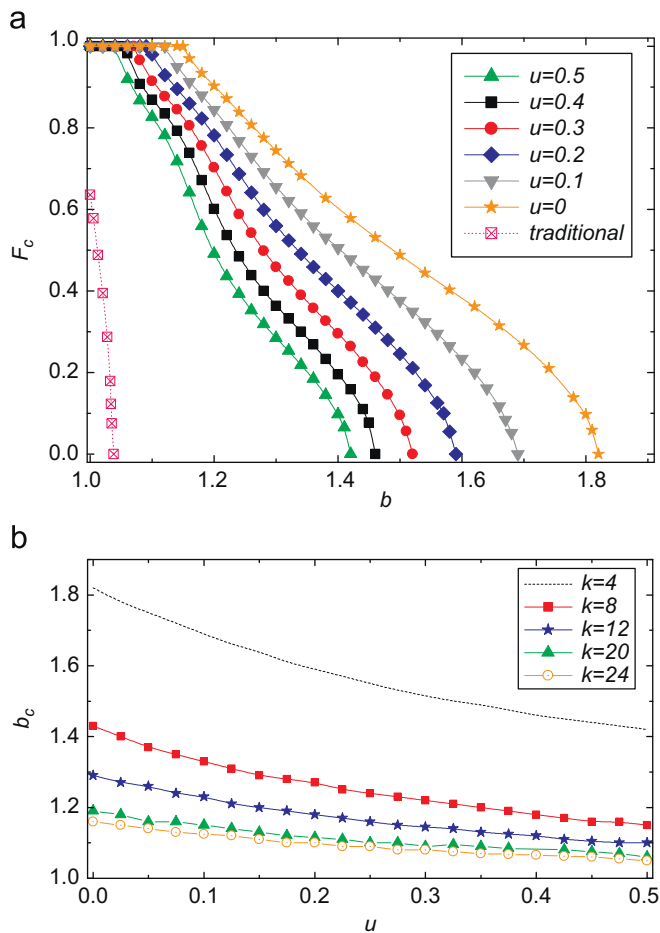 a
F_c
1.0
0.8
0.6
0.4
0.2
0.0
1.0
1.2
1.4
1.6
1.8
b
u=0.5
u=0.4
u=0.3
u=0.2
u=0.1
u=0
traditional
b
b_c
1.8
1.6
1.4
1.2
1.0
0.0
0.1
0.2
0.3
0.4
0.5
u
k=4
k=8
k=12
k=20
k=24